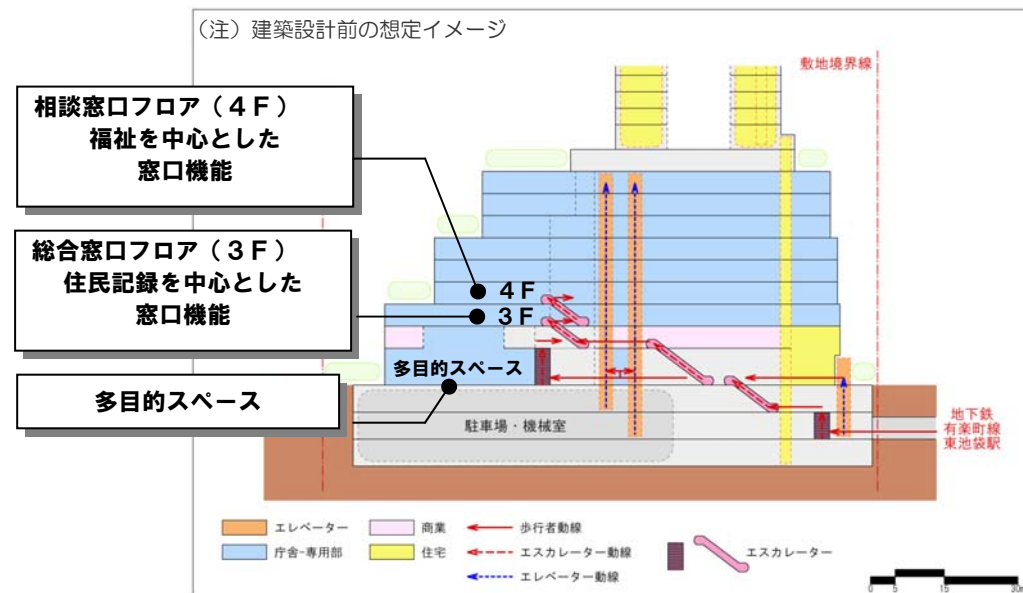 （注）建築設計前の想定イメージ
敷地境界線
相談窓口フロア（４Ｆ）
福祉を中心とした
窓口機能
総合窓口フロア（３Ｆ）
住民記録を中心とした
窓口機能
４Ｆ
３Ｆ
多目的スペース
多目的スペース
駐車場・機械室
地下鉄
有楽町線
東池袋駅
エレベーター
商業
歩行者動線
エスカレーター
庁舎-専用部
住宅
エスカレーター動線
エレベーター動線
0 5 15 30m